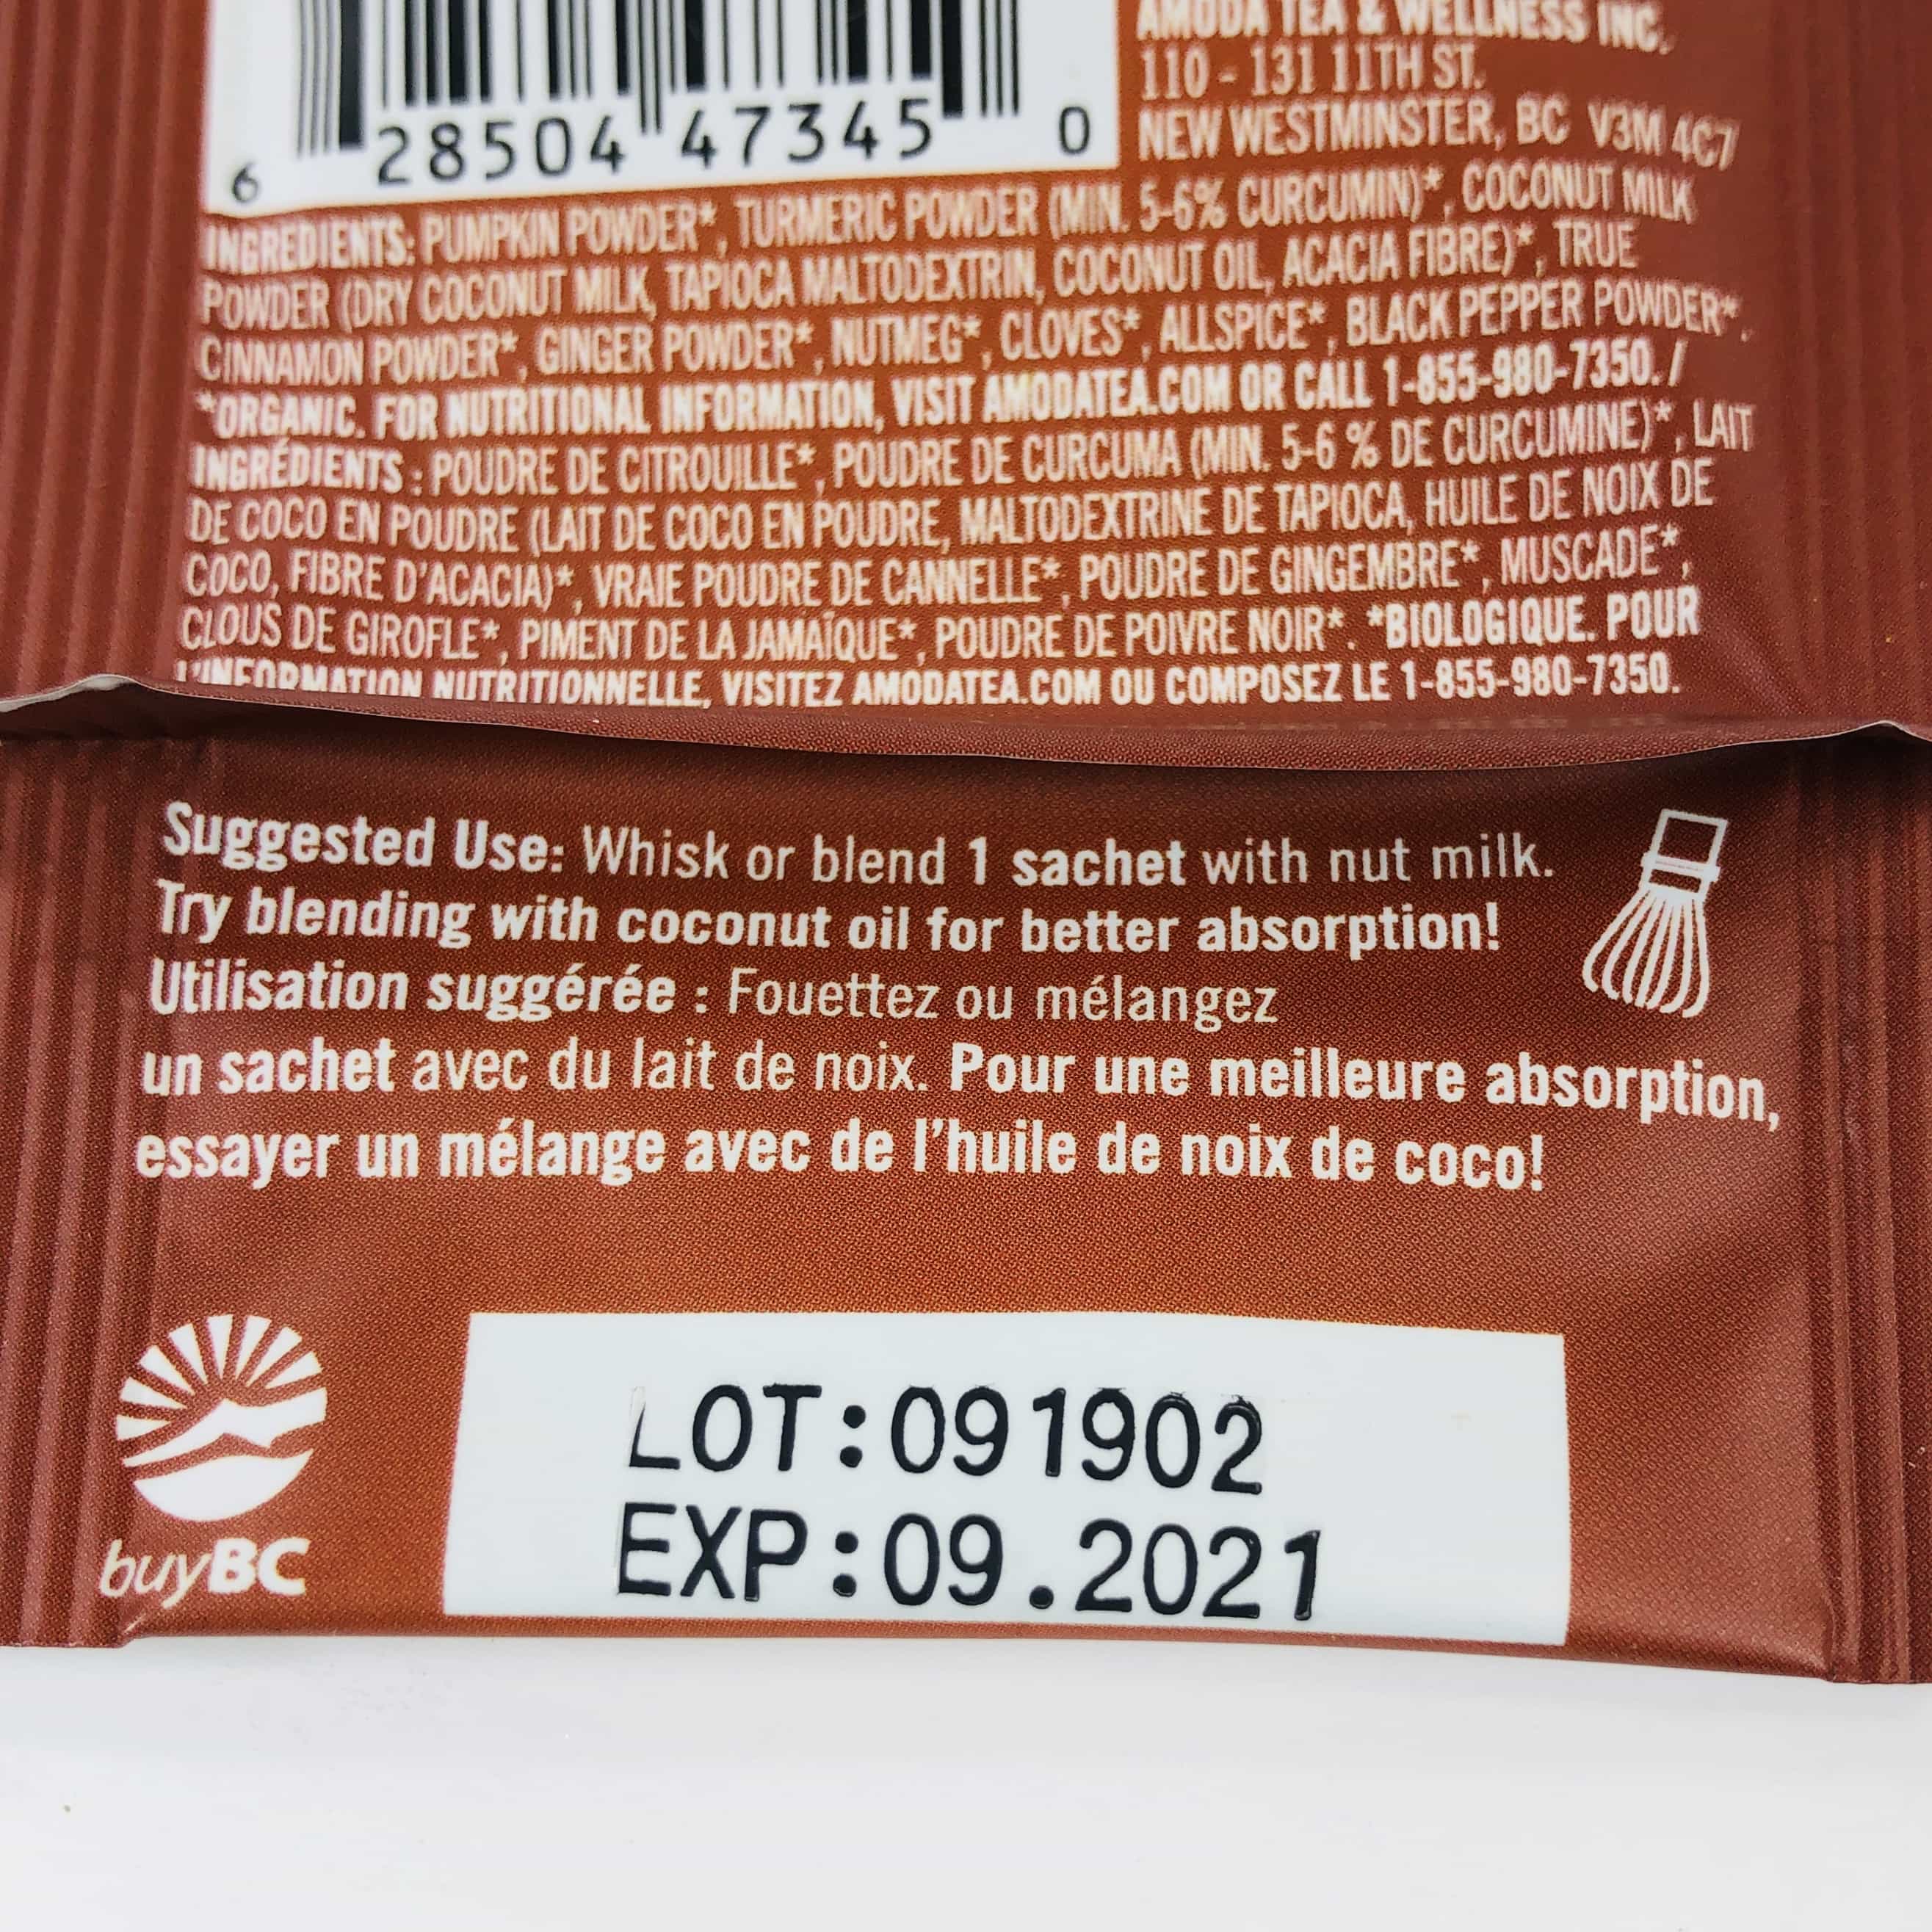 AMODA TEA & WELLNESS INC.
110 - 131 11TH ST.
NEW WESTMINSTER, BC V3M 4C7
6 28504 47345 0
INGREDIENTS: PUMPKIN POWDER*, TURMERIC POWDER (MIN. 5-6% CURCUMIN)*, COCONUT MILK
POWDER (DRY COCONUT MILK, TAPIOCA MALTODEXTRIN, COCONUT OIL, ACACIA FIBRE)*, TRUE
CINNAMON POWDER*, GINGER POWDER*, NUTMEG*, CLOVES*, ALLSPICE*, BLACK PEPPER POWDER*.
*ORGANIC. FOR NUTRITIONAL INFORMATION, VISIT AMODATEA.COM OR CALL 1-855-980-7350. /
INGRÉDIENTS : POUDRE DE CITROUILLE*, POUDRE DE CURCUMA (MIN. 5-6 % DE CURCUMINE)*, LAIT
DE COCO EN POUDRE (LAIT DE COCO EN POUDRE, MALTODEXTRINE DE TAPIOCA, HUILE DE NOIX DE
COCO, FIBRE D'ACACIA)*, VRAIE POUDRE DE CANNELLE*, POUDRE DE GINGEMBRE*, MUSCADE*,
CLOUS DE GIROFLE*, PIMENT DE LA JAMAÏQUE*, POUDRE DE POIVRE NOIR*. *BIOLOGIQUE. POUR
L'INFORMATION NUTRITIONNELLE, VISITEZ AMODATEA.COM OU COMPOSEZ LE 1-855-980-7350.
Suggested Use: Whisk or blend 1 sachet with nut milk.
Try blending with coconut oil for better absorption!
Utilisation suggérée : Fouettez ou mélangez
un sachet avec du lait de noix. Pour une meilleure absorption,
essayer un mélange avec de l'huile de noix de coco!
LOT:091902
EXP:09.2021
buyBC